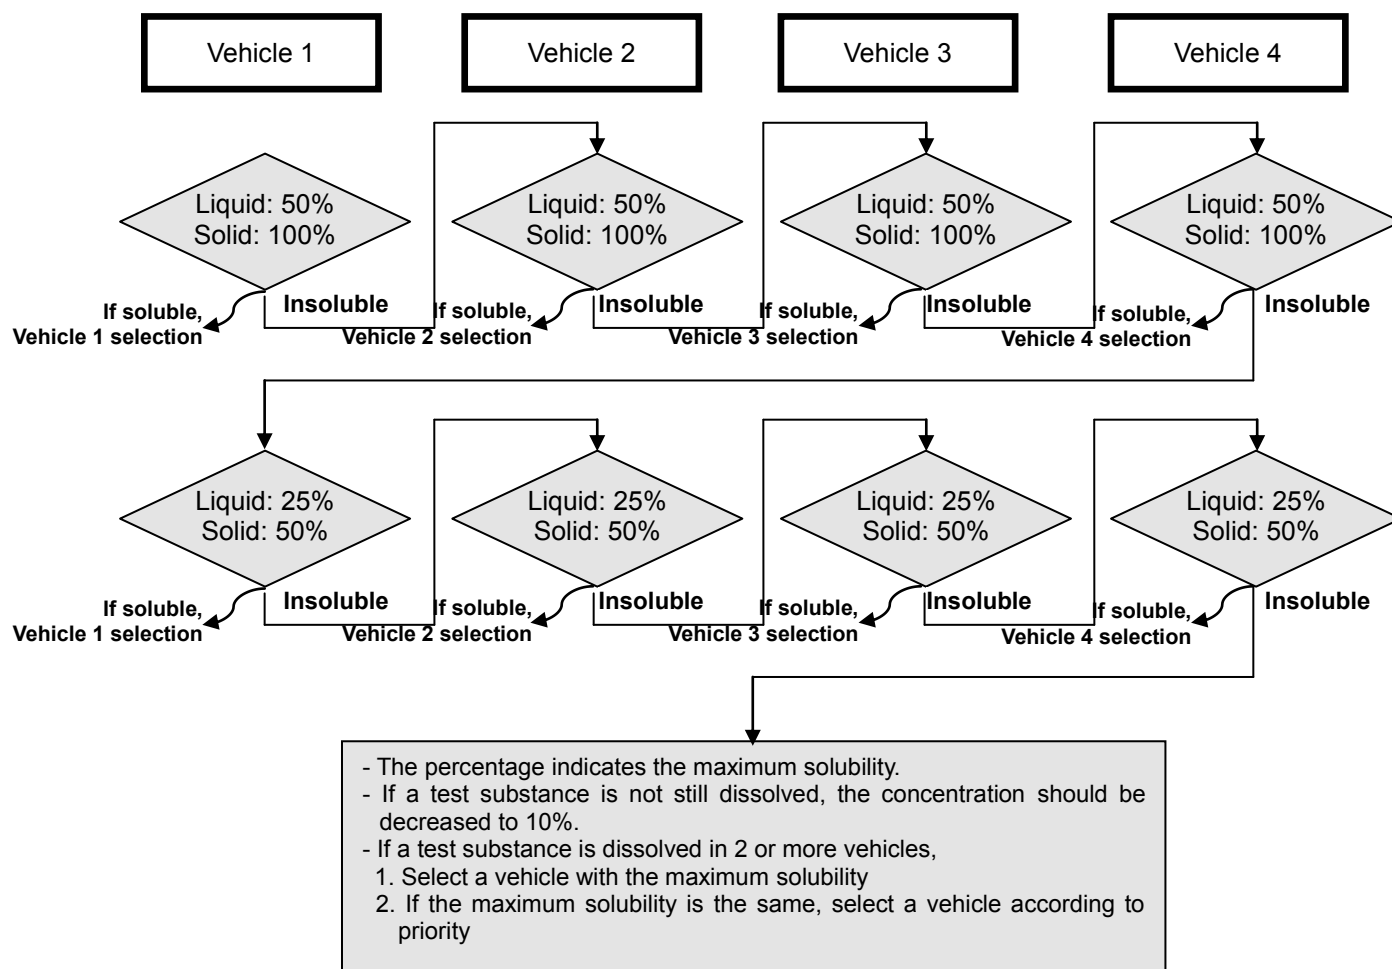 Vehicle 1
Vehicle 2
Vehicle 3
Vehicle 4
Liquid: 50%
Solid: 100%
Liquid: 50%
Solid: 100%
Liquid: 50%
Solid: 100%
Liquid: 50%
Solid: 100%
If soluble,
Vehicle 1 selection
Insoluble
If soluble,
Vehicle 2 selection
Insoluble
If soluble,
Vehicle 3 selection
Insoluble
If soluble,
Vehicle 4 selection
Insoluble
Liquid: 25%
Solid: 50%
Liquid: 25%
Solid: 50%
Liquid: 25%
Solid: 50%
Liquid: 25%
Solid: 50%
If soluble,
Vehicle 1 selection
Insoluble
If soluble,
Vehicle 2 selection
Insoluble
If soluble,
Vehicle 3 selection
Insoluble
If soluble,
Vehicle 4 selection
Insoluble
- The percentage indicates the maximum solubility.
- If a test substance is not still dissolved, the concentration should be
decreased to 10%.
- If a test substance is dissolved in 2 or more vehicles,
1. Select a vehicle with the maximum solubility
2. If the maximum solubility is the same, select a vehicle according to
priority